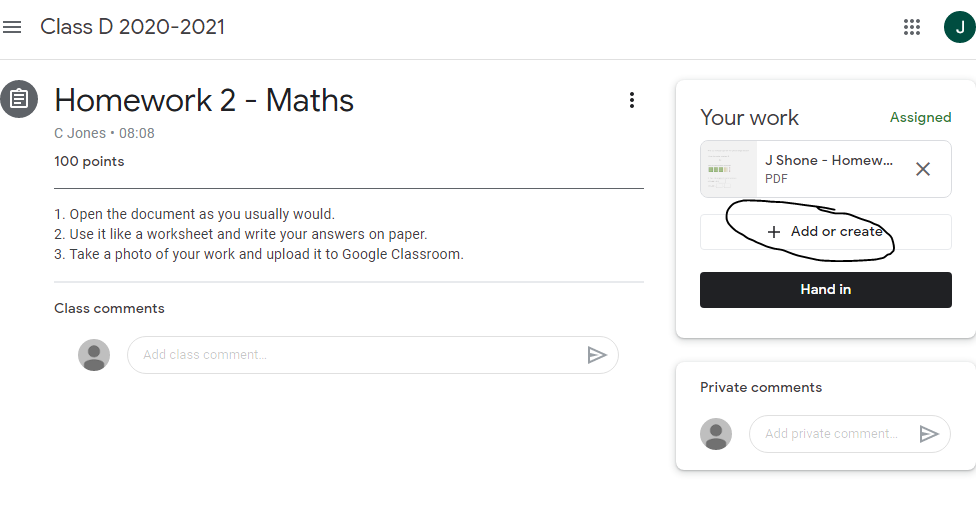 Class D 2020-2021
J
Homework 2 - Maths
C Jones • 08:08
100 points
1. Open the document as you usually would.
2. Use it like a worksheet and write your answers on paper.
3. Take a photo of your work and upload it to Google Classroom.
Class comments
Add class comment...
Your work
Assigned
J Shone - Homew...
PDF
+ Add or create
Hand in
Private comments
Add private comment...